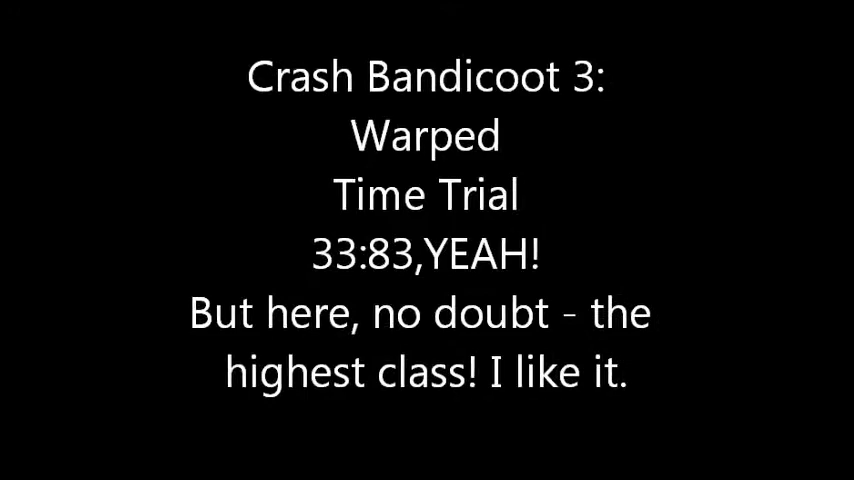 Crash Bandicoot 3:
Warped
Time Trial
33:83,YEAH!
But here, no doubt - the
highest class! I like it.